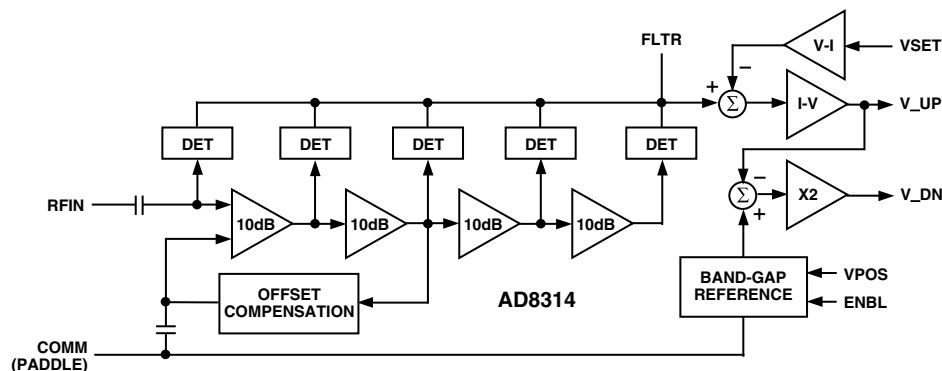 FLTR
V-I
VSET
–
+
Σ
I-V
V_UP
DET
DET
DET
DET
DET
–
Σ
+
X2
V_DN
RFIN
10dB
10dB
10dB
10dB
OFFSET
COMPENSATION
AD8314
BAND-GAP
REFERENCE
VPOS
ENBL
COMM
(PADDLE)